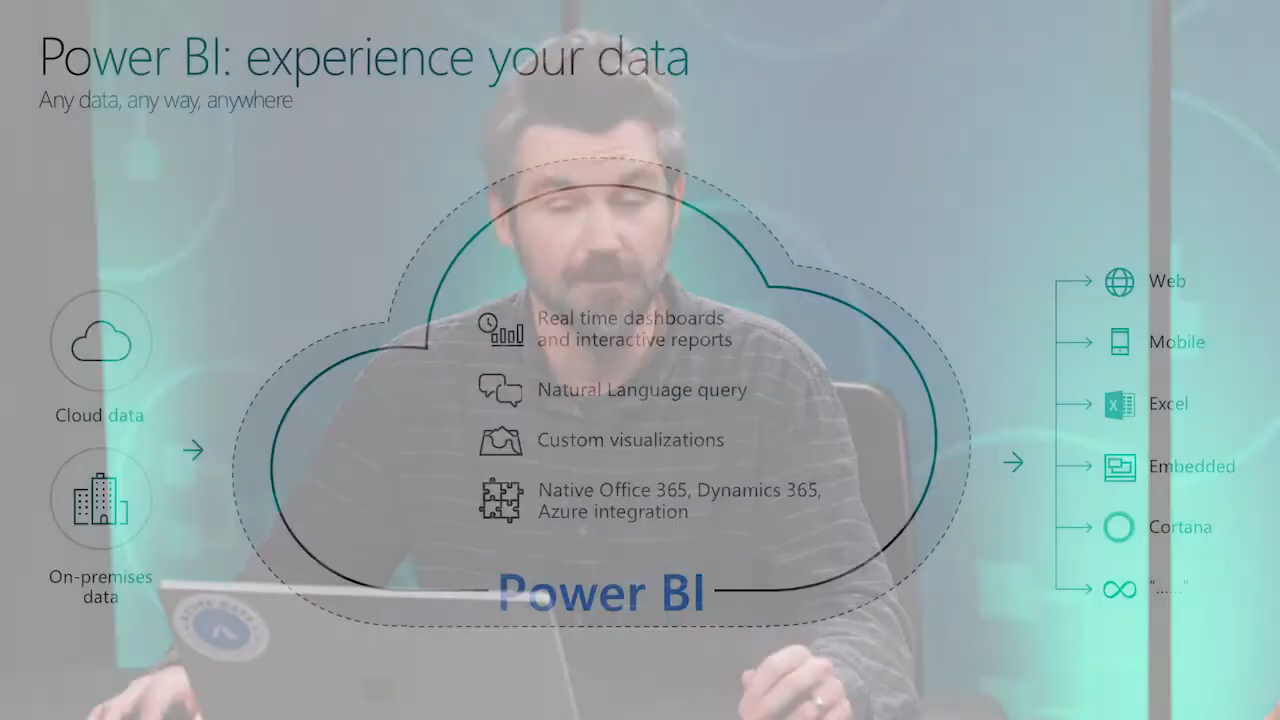 Power BI: experience your data
Any data, any way, anywhere
Cloud data
On-premises
data
Real time dashboards
and interactive reports
Natural Language query
Custom visualizations
Native Office 365, Dynamics 365,
Azure integration
Power BI
Web
Mobile
Excel
Embedded
Cortana
"......"